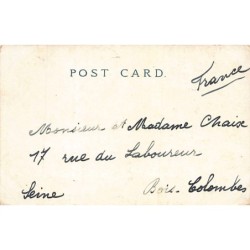 POST CARD.
France
Monsieur et Madame Chaix
17 rue du Laboureur
Seine Bois-Colombes